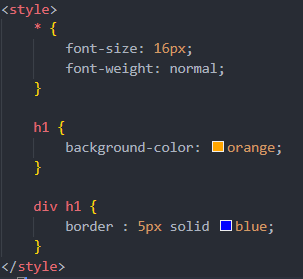 <style>
* {
font-size: 16px;
font-weight: normal;
}
h1 {
background-color: orange;
}
div h1 {
border : 5px solid blue;
}
</style>